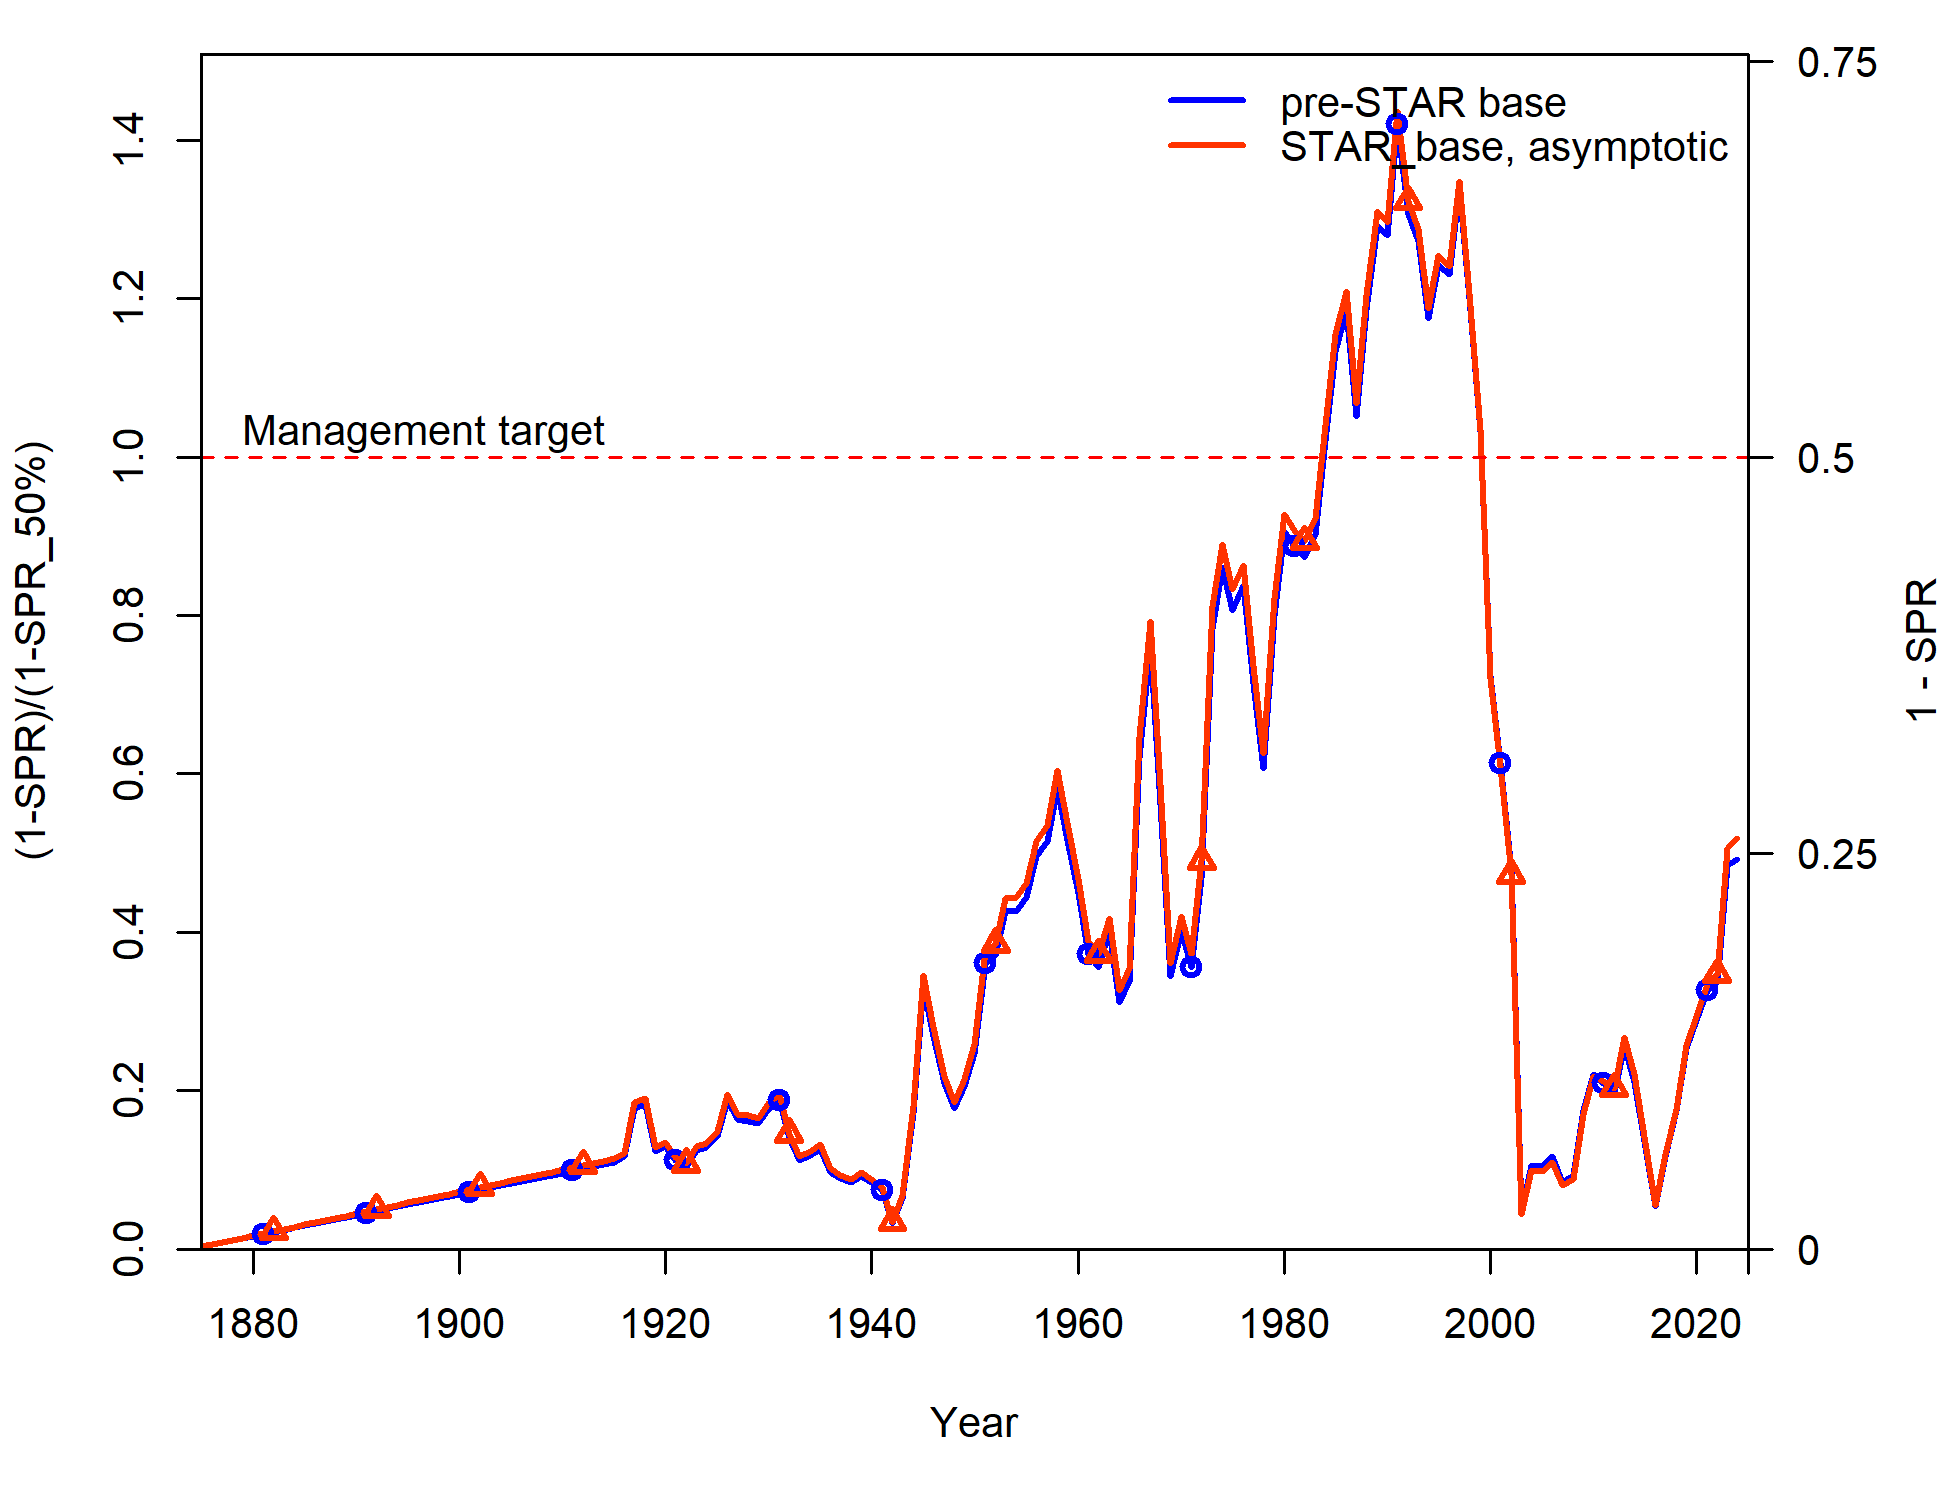 pre-STAR base
STAR_base, asymptotic
Management target
(1-SPR)/(1-SPR_50%)
0.0
0.2
0.4
0.6
0.8
1.0
1.2
1.4
1 - SPR
0
0.25
0.5
0.75
1880 1900 1920 1940 1960 1980 2000 2020
Year